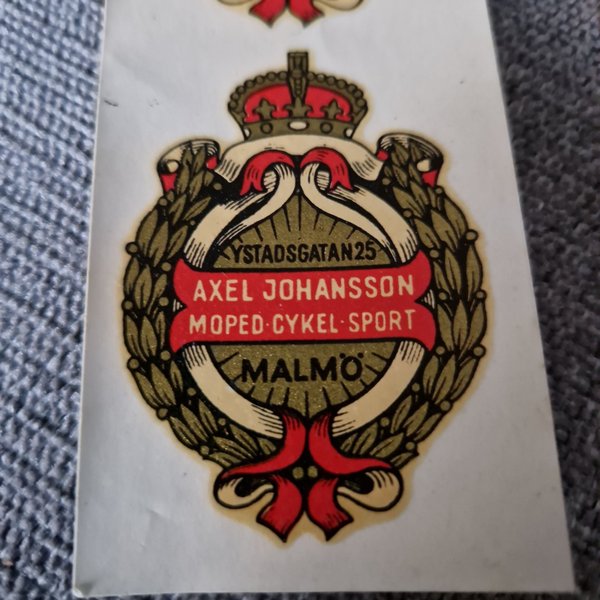 YSTADSGATAN 25
AXEL JOHANSSON
MOPED·CYKEL·SPORT
MALMÖ